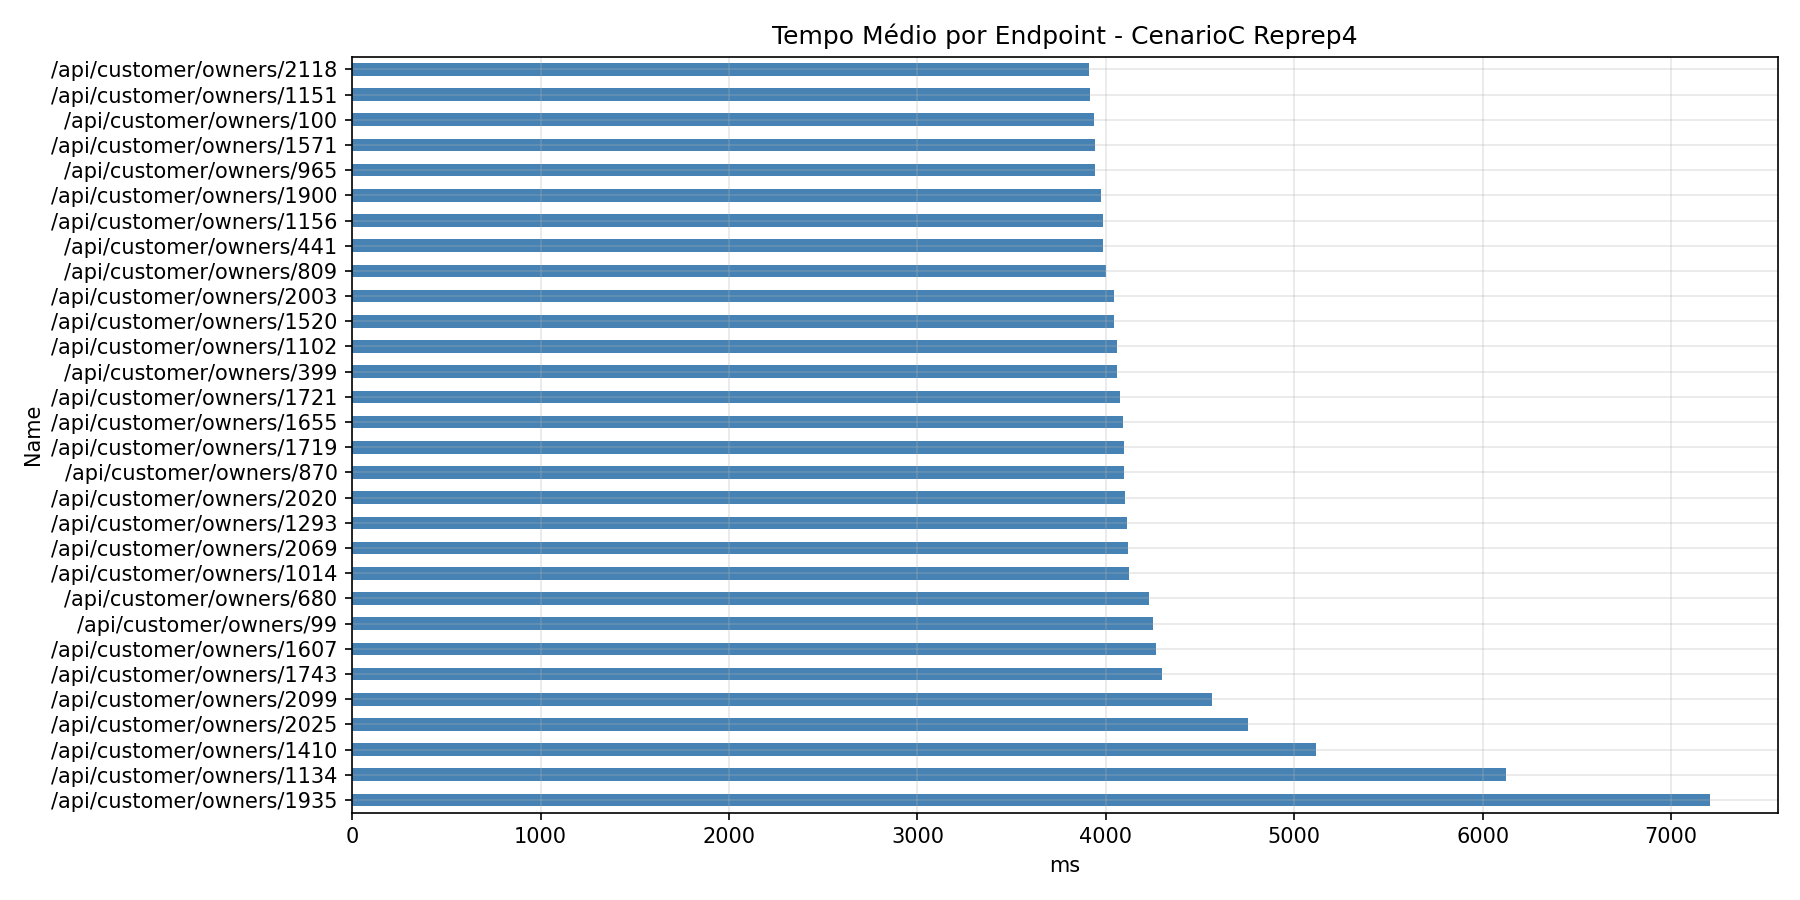 Tempo Médio por Endpoint - CenarioC Reprep4
/api/customer/owners/2118
/api/customer/owners/1151
/api/customer/owners/100
/api/customer/owners/1571
/api/customer/owners/965
/api/customer/owners/1900
/api/customer/owners/1156
/api/customer/owners/441
/api/customer/owners/809
/api/customer/owners/2003
/api/customer/owners/1520
/api/customer/owners/1102
/api/customer/owners/399
/api/customer/owners/1721
/api/customer/owners/1655
/api/customer/owners/1719
/api/customer/owners/870
/api/customer/owners/2020
/api/customer/owners/1293
/api/customer/owners/2069
/api/customer/owners/1014
/api/customer/owners/680
/api/customer/owners/99
/api/customer/owners/1607
/api/customer/owners/1743
/api/customer/owners/2099
/api/customer/owners/2025
/api/customer/owners/1410
/api/customer/owners/1134
/api/customer/owners/1935
Name
0 1000 2000 3000 4000 5000 6000 7000
ms